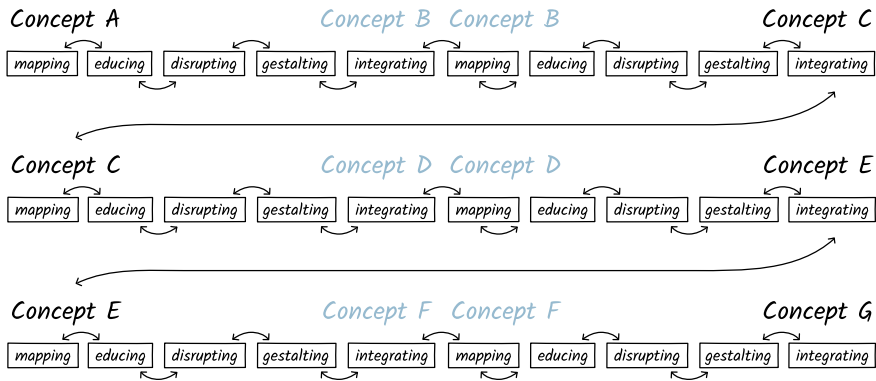 Concept A Concept B Concept B Concept C
mapping educing disrupting gestalting integrating mapping educing disrupting gestalting integrating
Concept C Concept D Concept D Concept E
mapping educing disrupting gestalting integrating mapping educing disrupting gestalting integrating
Concept E Concept F Concept F Concept G
mapping educing disrupting gestalting integrating mapping educing disrupting gestalting integrating